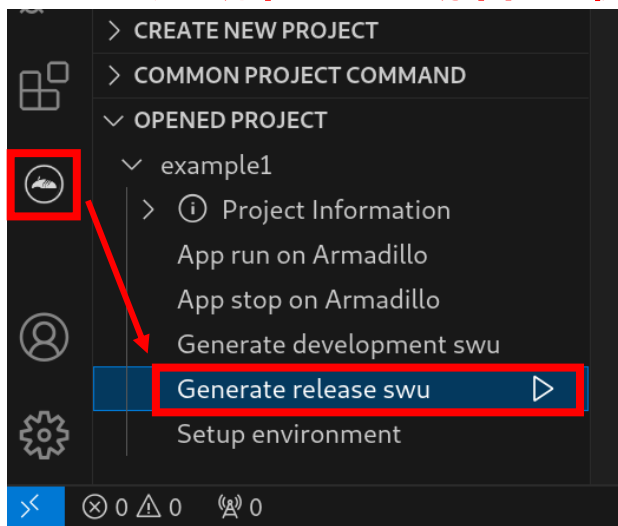 CREATE NEW PROJECT
COMMON PROJECT COMMAND
OPENED PROJECT
example1
Project Information
App run on Armadillo
App stop on Armadillo
Generate development swu
Generate release swu
Setup environment
0 0 0